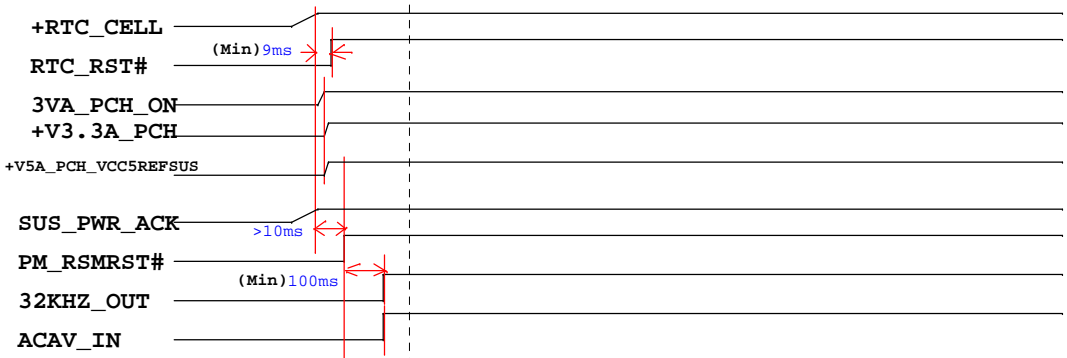 +RTC_CELL
(Min)9ms
RTC_RST#
3VA_PCH_ON
+V3.3A_PCH
+V5A_PCH_VCC5REFSUS
SUS_PWR_ACK
>10ms
PM_RSMRST#
(Min)100ms
32KHZ_OUT
ACAV_IN